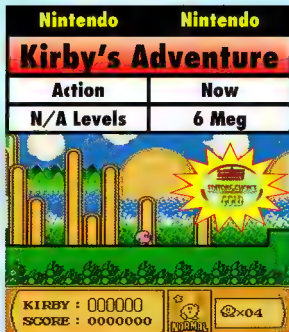 Nintendo Nintendo
Kirby's Adventure
Action Now
N/A Levels 6 Meg
EDITORS' CHOICE
GOLD
KIRBY : 000000
SCORE : 0000000
NORMAL
×04